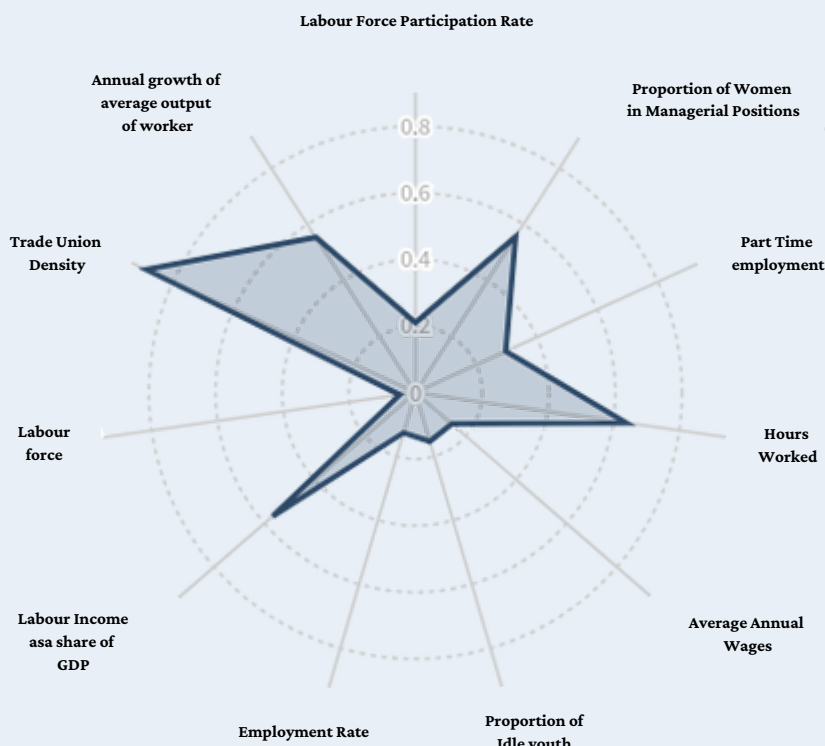 Labour Force Participation Rate
Annual growth of
average output
of worker
Proportion of Women
in Managerial Positions
0.8
0.6
0.4
0.2
0
Trade Union
Density
Part Time
employment
Labour
force
Hours
Worked
Labour Income
asa share of
GDP
Average Annual
Wages
Employment Rate
Proportion of
Idle youth